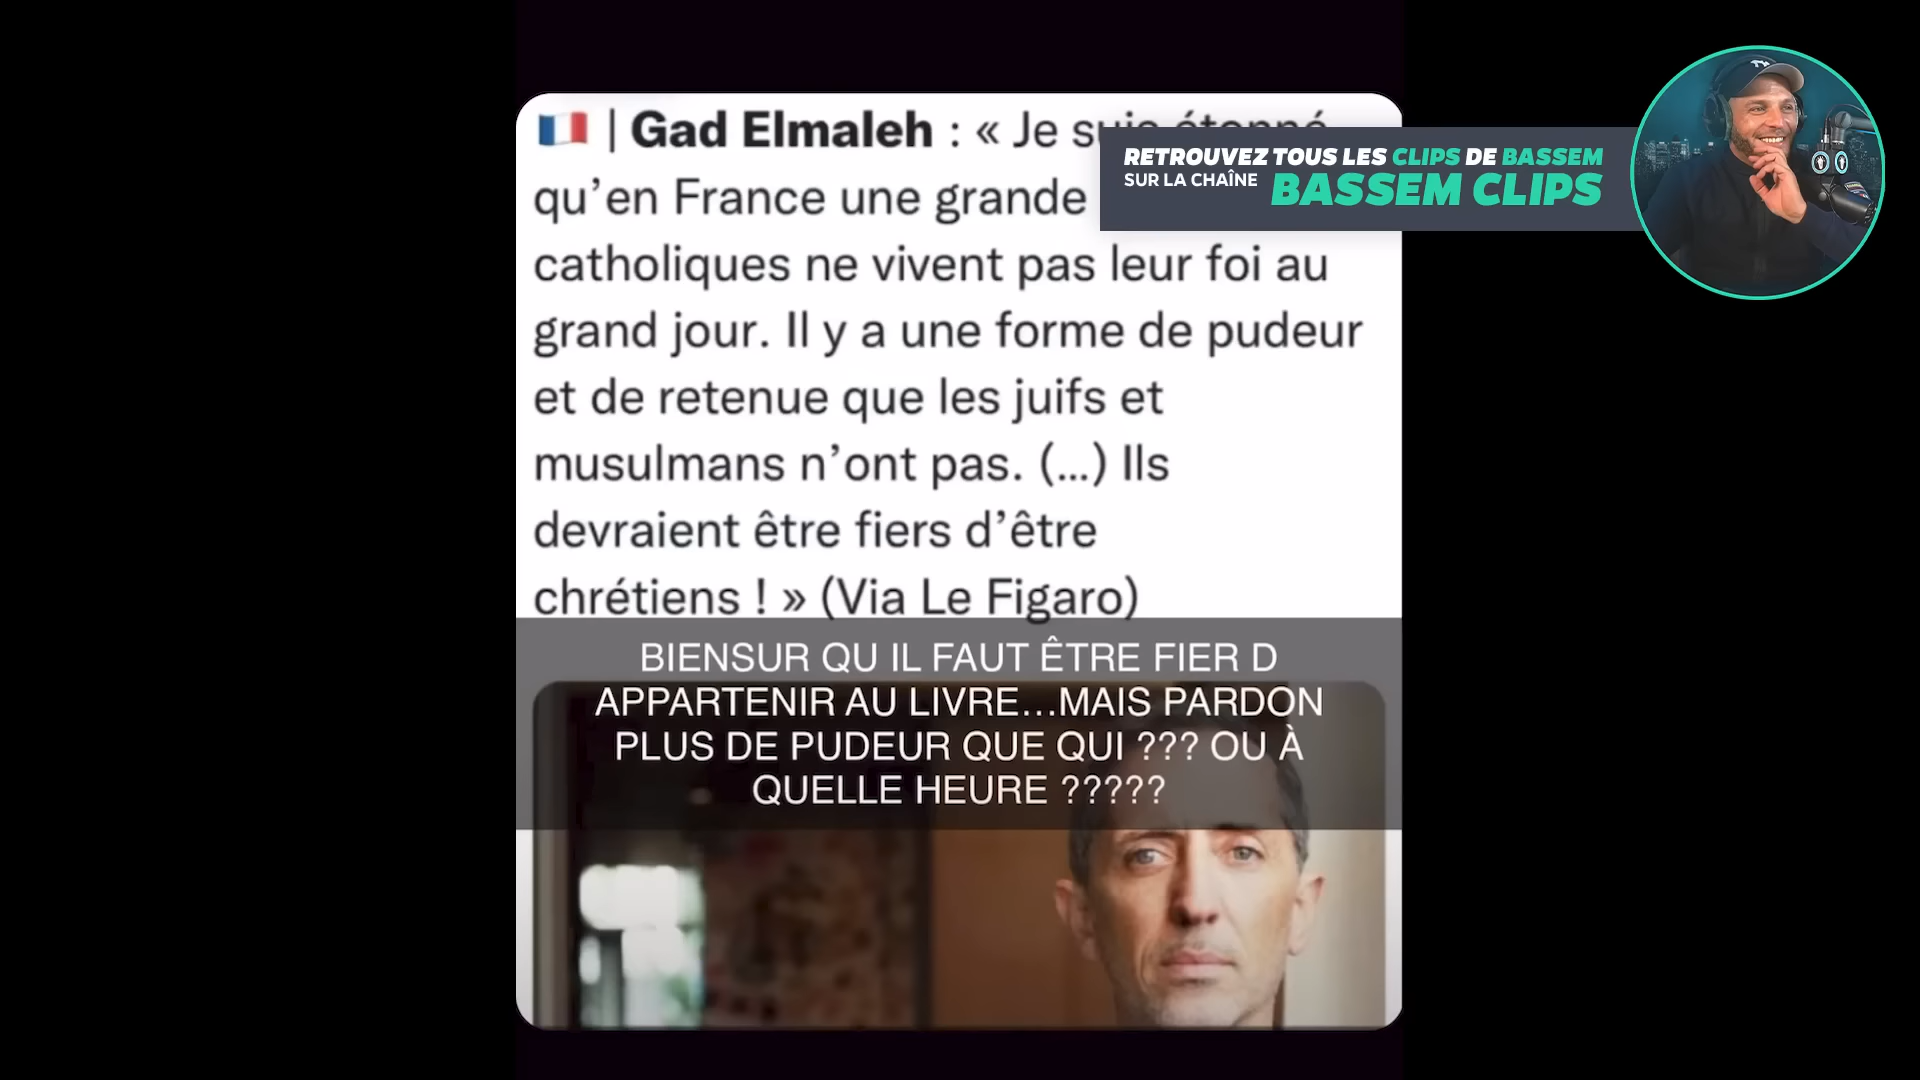 | Gad Elmaleh : « Je suis étonné
qu’en France une grande
catholiques ne vivent pas leur foi au
grand jour. Il y a une forme de pudeur
et de retenue que les juifs et
musulmans n’ont pas. (...) Ils
devraient être fiers d’être
chrétiens ! » (Via Le Figaro)
BIENSUR QU IL FAUT ÊTRE FIER D
APPARTENIR AU LIVRE...MAIS PARDON
PLUS DE PUDEUR QUE QUI ??? OU À
QUELLE HEURE ?????
RETROUVEZ TOUS LES CLIPS DE BASSEM
SUR LA CHAÎNE BASSEM CLIPS